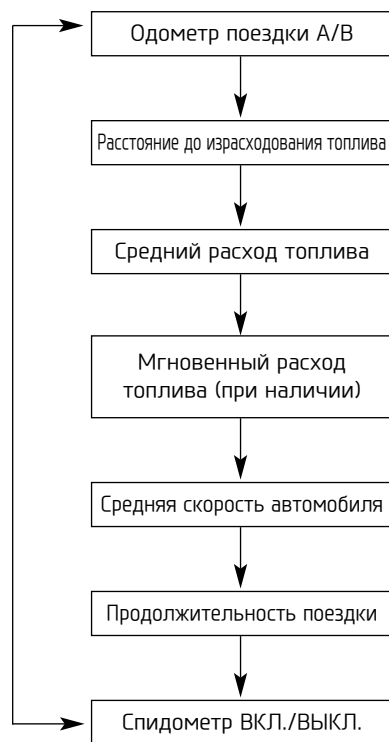 Одометр поездки А/В
Расстояние до израсходования топлива
Средний расход топлива
Мгновенный расход
топлива (при наличии)
Средняя скорость автомобиля
Продолжительность поездки
Спидометр ВКЛ./ВЫКЛ.